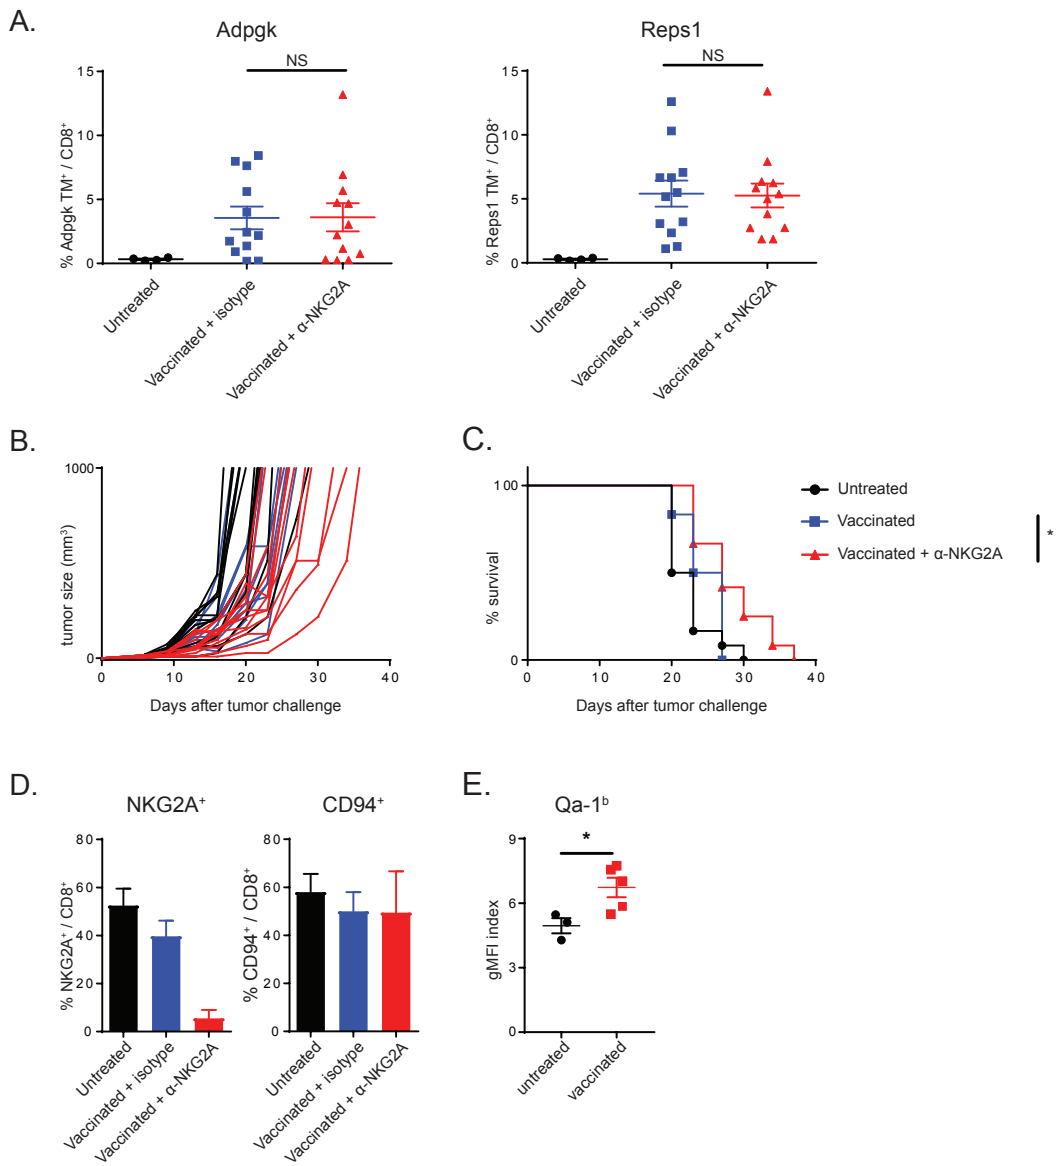 A.
Adpgk
NS
15
10
5
0
% Adpgk TM⁺ / CD8⁺
Untreated
Vaccinated + isotype
Vaccinated + α-NKG2A
Reps1
NS
15
10
5
0
% Reps1 TM⁺ / CD8⁺
Untreated
Vaccinated + isotype
Vaccinated + α-NKG2A
B.
1000
0
tumor size (mm³)
0
10
20
30
40
Days after tumor challenge
C.
100
0
% survival
0
10
20
30
40
Days after tumor challenge
Untreated
Vaccinated
Vaccinated + α-NKG2A
*
D.
NKG2A⁺
80
60
40
20
0
% NKG2A⁺ / CD8⁺
Untreated
Vaccinated + isotype
Vaccinated + α-NKG2A
CD94⁺
80
60
40
20
0
% CD94⁺ / CD8⁺
Untreated
Vaccinated + isotype
Vaccinated + α-NKG2A
E.
Qa-1ᵇ
*
9
6
3
0
gMFI index
untreated
vaccinated